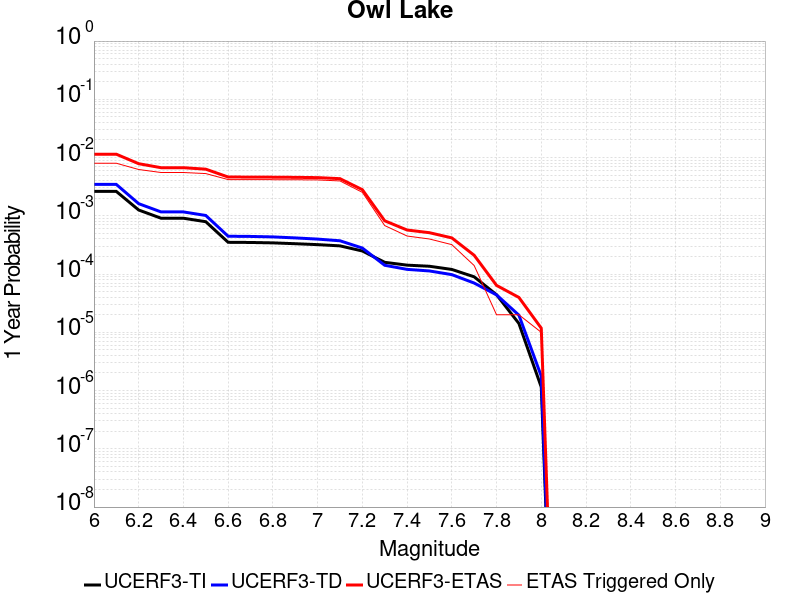 Owl Lake
10^0
10^-1
10^-2
10^-3
10^-4
10^-5
10^-6
10^-7
10^-8
1 Year Probability
6 6.2 6.4 6.6 6.8 7 7.2 7.4 7.6 7.8 8 8.2 8.4 8.6 8.8 9
Magnitude
UCERF3-TI UCERF3-TD UCERF3-ETAS ETAS Triggered Only